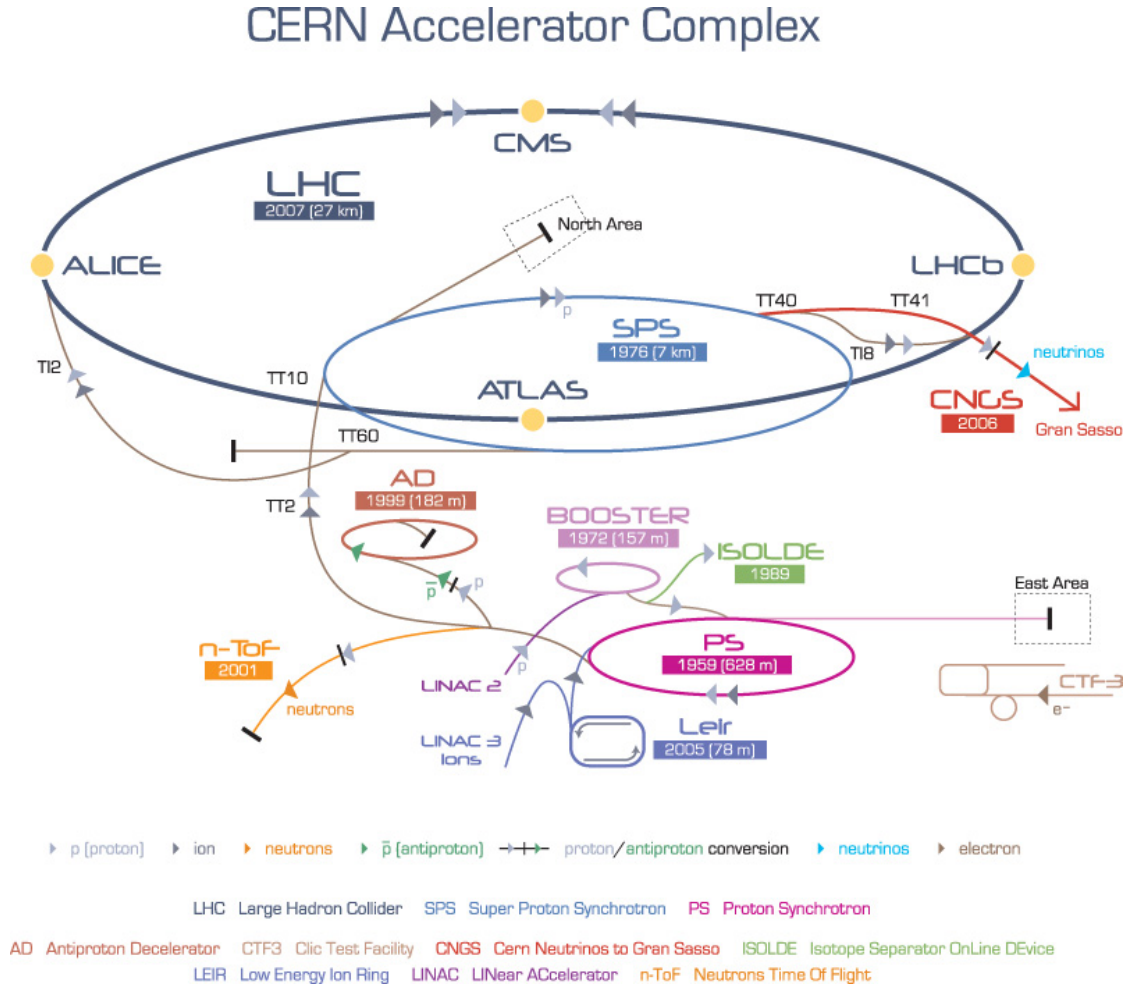 CERN Accelerator Complex
CMS
LHC
2007 (27 km)
North Area
ALICE
LHCb
TT40
TT41
p
SPS
1976 (7 km)
TI8
TI2
neutrinos
TT10
ATLAS
CNGS
2006
Gran Sasso
TT60
AD
1999 (182 m)
TT2
BOOSTER
1972 (157 m)
ISOLDE
1989
p
p̅
East Area
n-ToF
2001
PS
1959 (628 m)
p
LINAC 2
CTF-3
e-
neutrons
LINAC 3
Ions
Leir
2005 (78 m)
p (proton) ion neutrons p̅ (antiproton) proton/antiproton conversion neutrinos electron
LHC Large Hadron Collider SPS Super Proton Synchrotron PS Proton Synchrotron
AD Antiproton Decelerator CTF3 Clic Test Facility CNGS Cern Neutrinos to Gran Sasso ISOLDE Isotope Separator OnLine DEvice
LEIR Low Energy Ion Ring LINAC LINear ACcelerator n-ToF Neutrons Time Of Flight